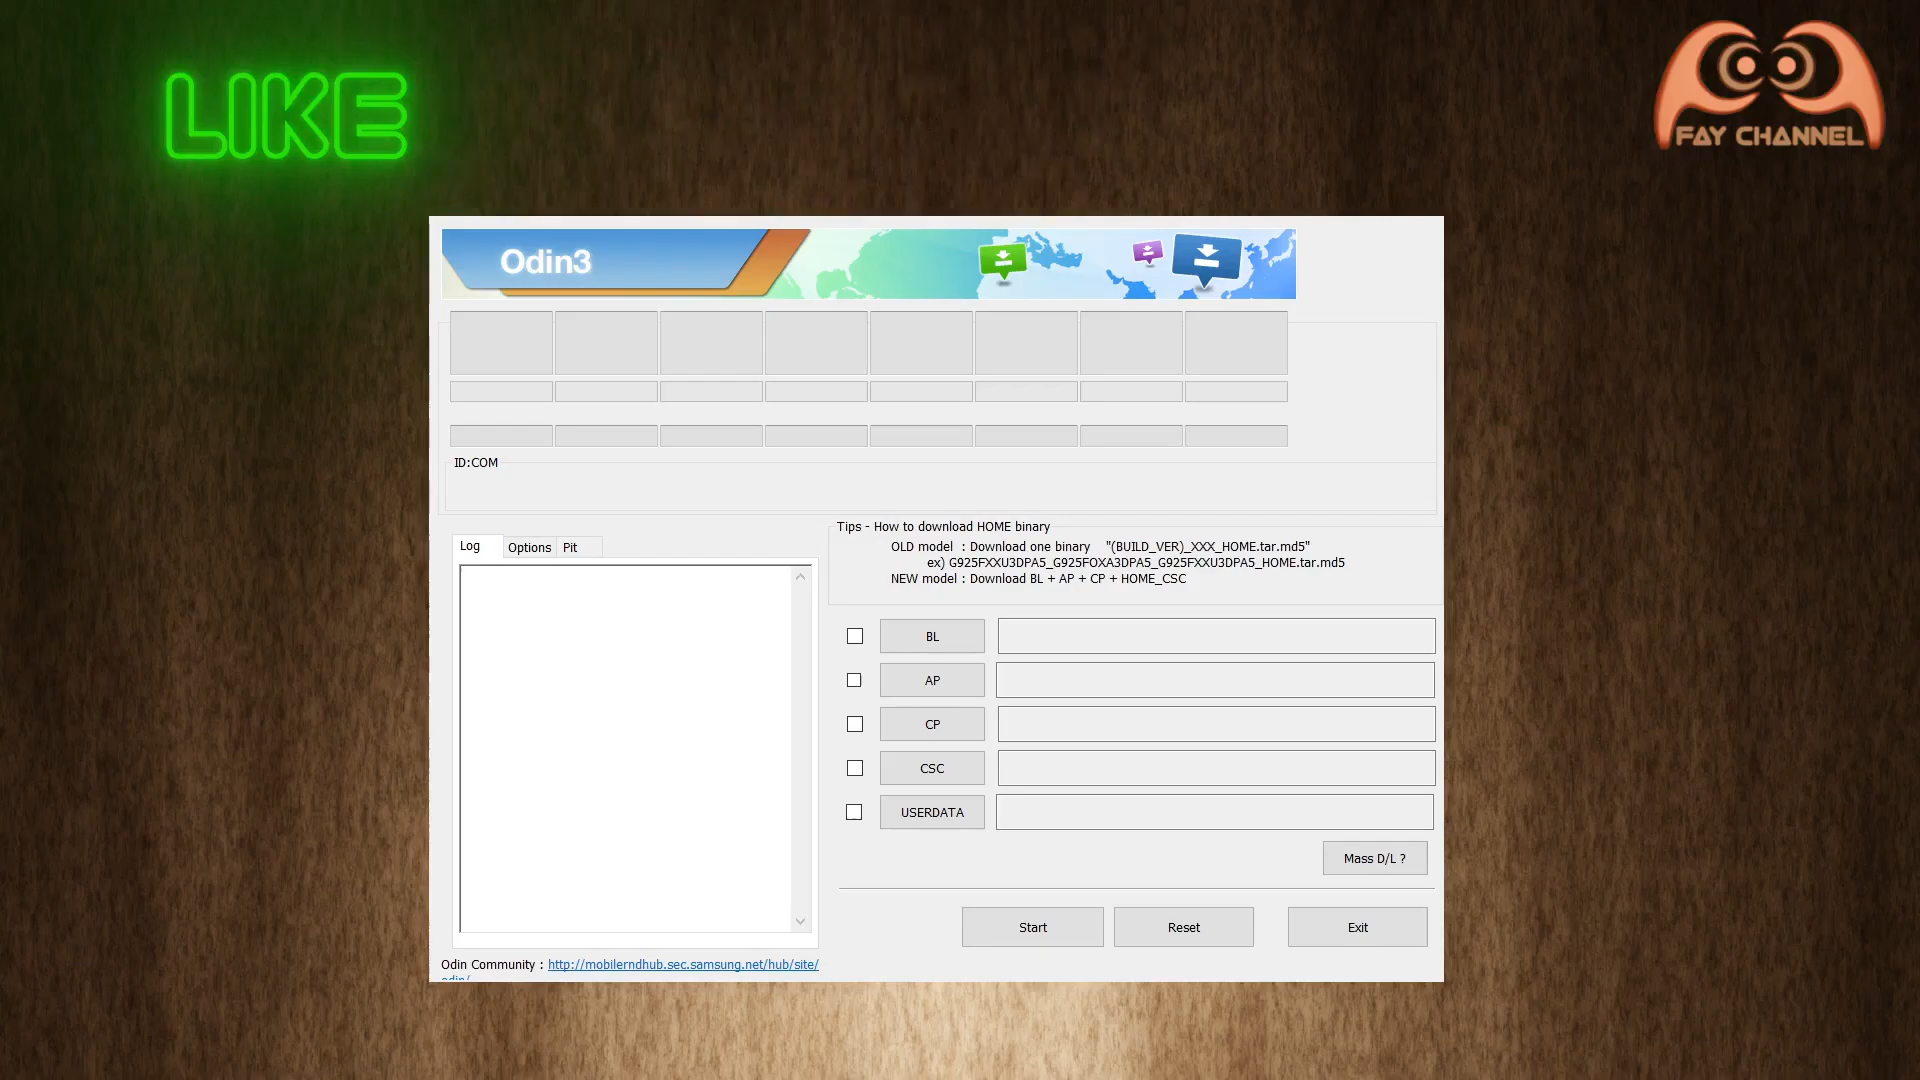 LIKE
FAY CHANNEL
Odin3
ID:COM
Log
Options
Pit
Tips - How to download HOME binary
OLD model : Download one binary "(BUILD_VER)_XXX_HOME.tar.md5"
ex) G925FXXU3DPA5_G925FOXA3DPA5_G925FXXU3DPA5_HOME.tar.md5
NEW model : Download BL + AP + CP + HOME_CSC
BL
AP
CP
CSC
USERDATA
Mass D/L ?
Start
Reset
Exit
Odin Community : http://mobilerndhub.sec.samsung.net/hub/site/
odin/